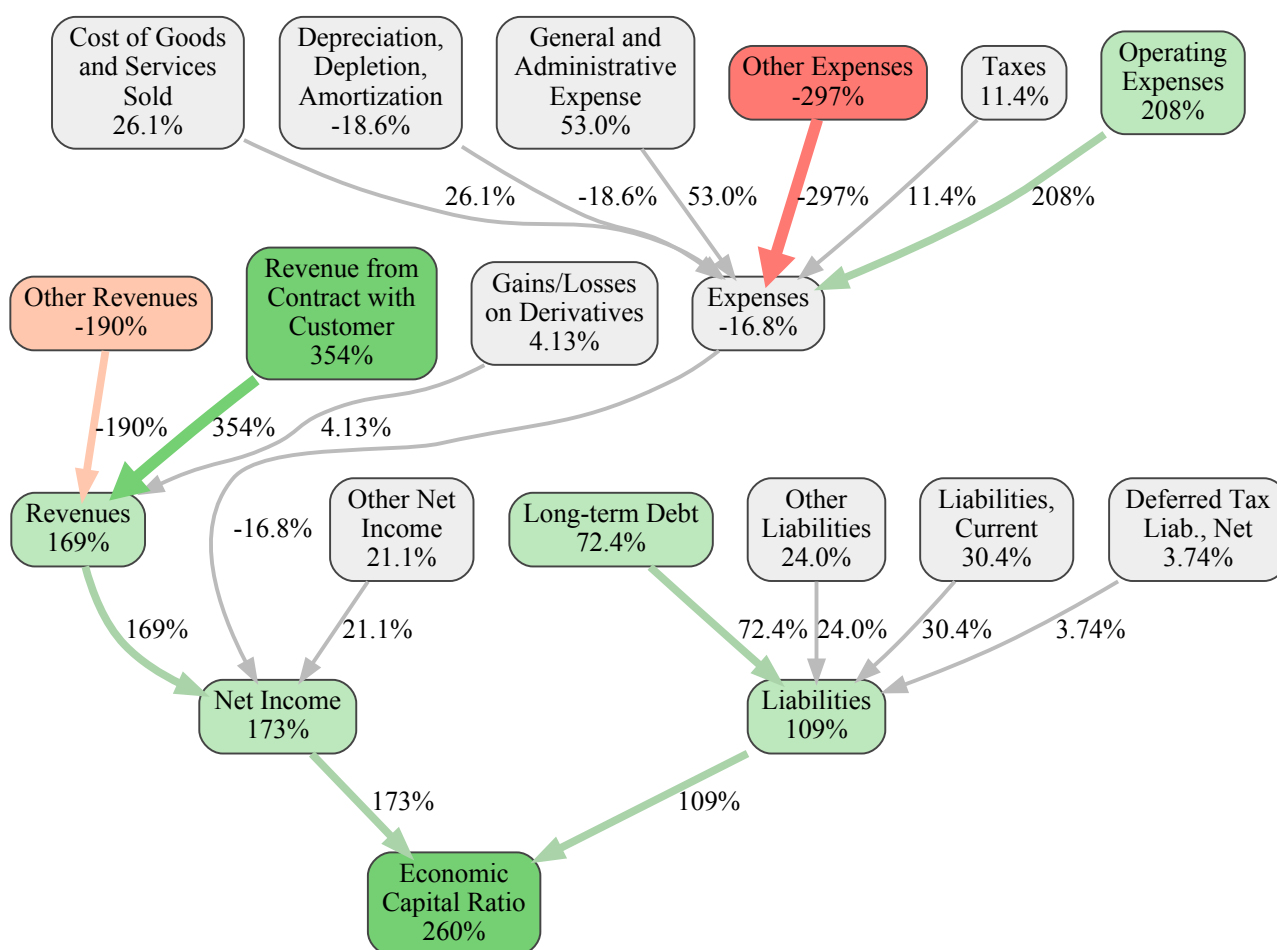 Cost of Goods
and Services
Sold
26.1%
Depreciation,
Depletion,
Amortization
-18.6%
General and
Administrative
Expense
53.0%
Other Expenses
-297%
Taxes
11.4%
Operating
Expenses
208%
26.1%
-18.6%
53.0%
-297%
11.4%
208%
Other Revenues
-190%
Revenue from
Contract with
Customer
354%
Gains/Losses
on Derivatives
4.13%
Expenses
-16.8%
-190%
354%
4.13%
Revenues
169%
-16.8%
Other Net
Income
21.1%
Long-term Debt
72.4%
Other
Liabilities
24.0%
Liabilities,
Current
30.4%
Deferred Tax
Liab., Net
3.74%
169%
21.1%
72.4%
24.0%
30.4%
3.74%
Net Income
173%
Liabilities
109%
173%
109%
Economic
Capital Ratio
260%